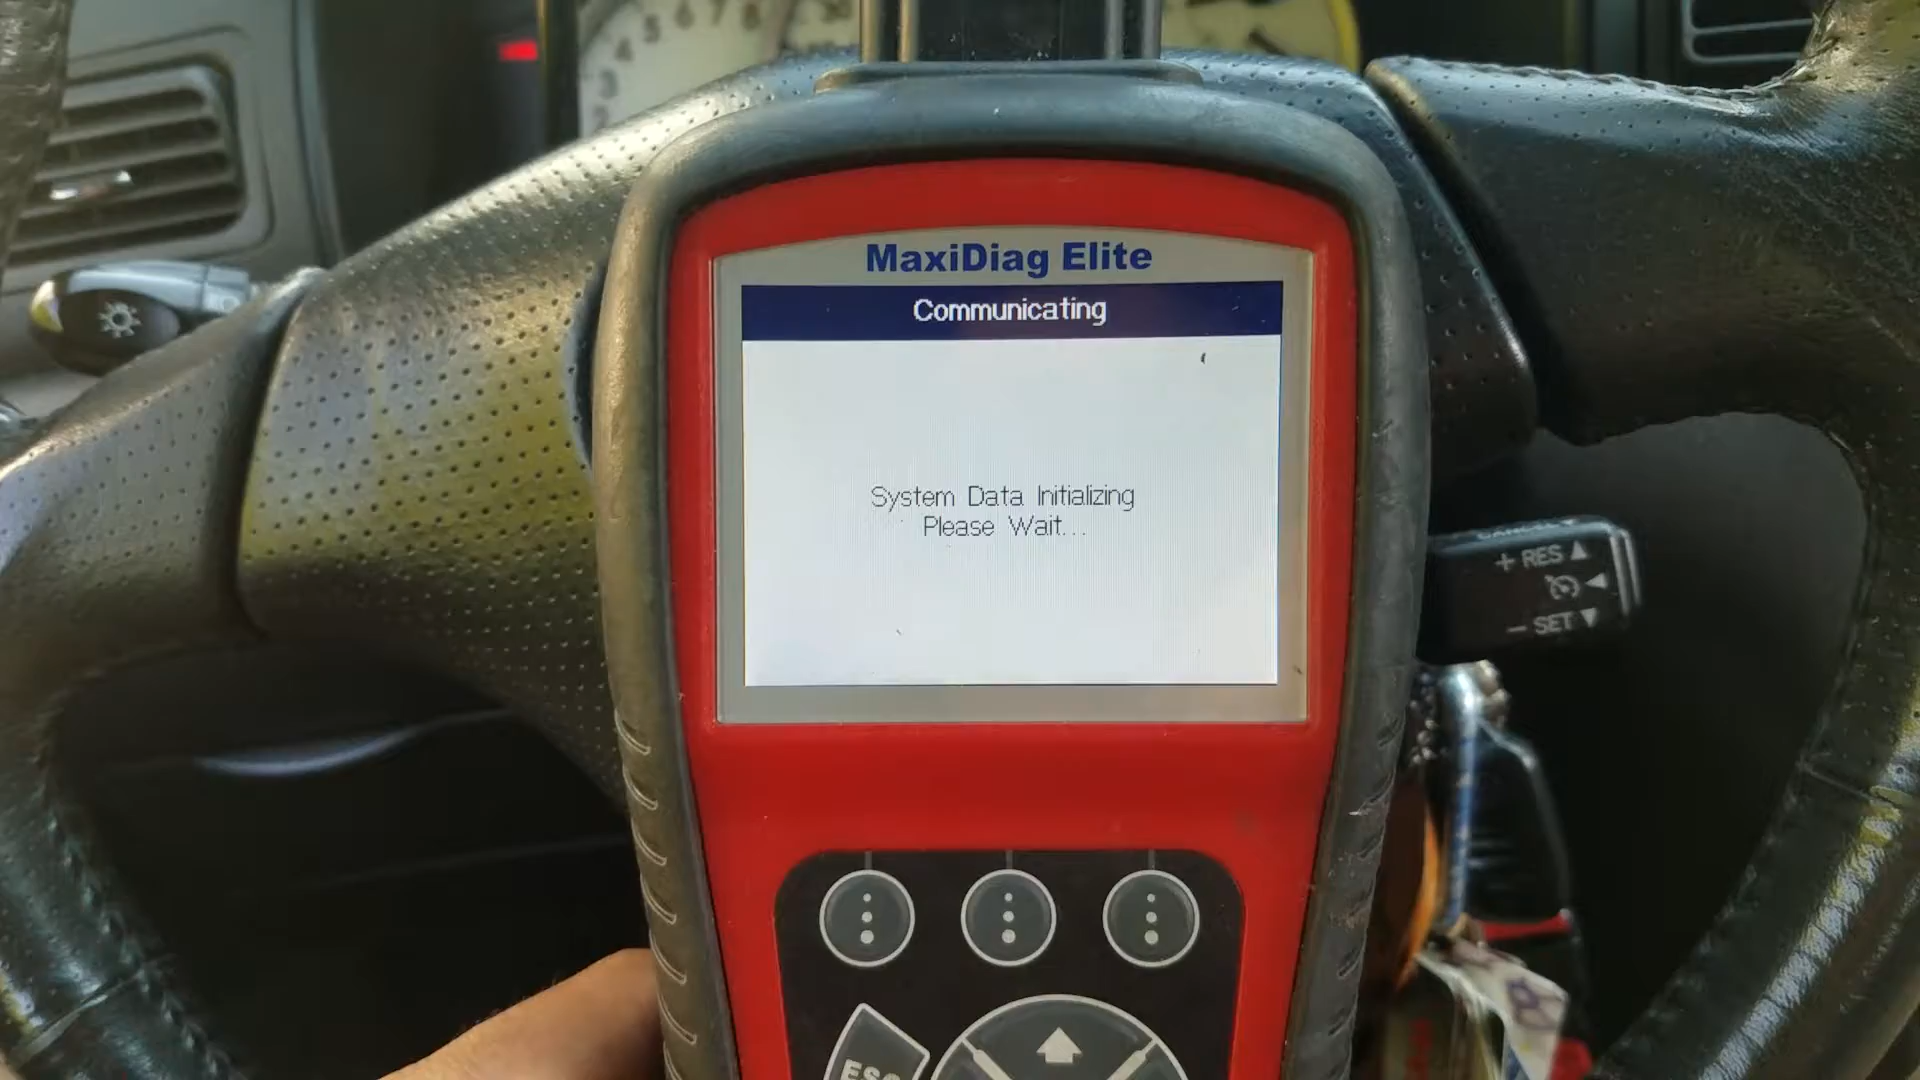 MaxiDiag Elite
Communicating
System Data Initializing
Please Wait...
+ RES ▲
− SET ▼
ESC